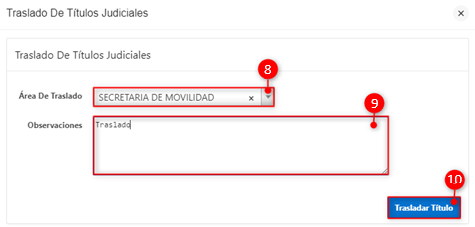 Traslado De Títulos Judiciales ×
Traslado De Títulos Judiciales
8
Área De Traslado SECRETARIA DE MOVILIDAD ×
9
Observaciones Traslado
10
Trasladar Título